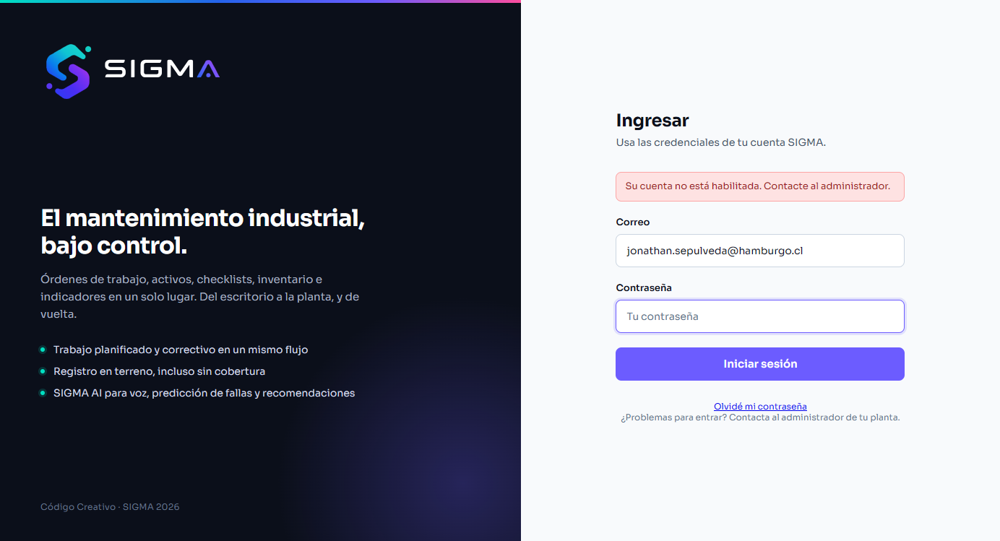 SIGMA
El mantenimiento industrial,
bajo control.
Órdenes de trabajo, activos, checklists, inventario e
indicadores en un solo lugar. Del escritorio a la planta, y de
vuelta.
Trabajo planificado y correctivo en un mismo flujo
Registro en terreno, incluso sin cobertura
SIGMA AI para voz, predicción de fallas y recomendaciones
Código Creativo · SIGMA 2026
Ingresar
Usa las credenciales de tu cuenta SIGMA.
Su cuenta no está habilitada. Contacte al administrador.
Correo
jonathan.sepulveda@hamburgo.cl
Contraseña
Tu contraseña
Iniciar sesión
Olvidé mi contraseña
¿Problemas para entrar? Contacta al administrador de tu planta.